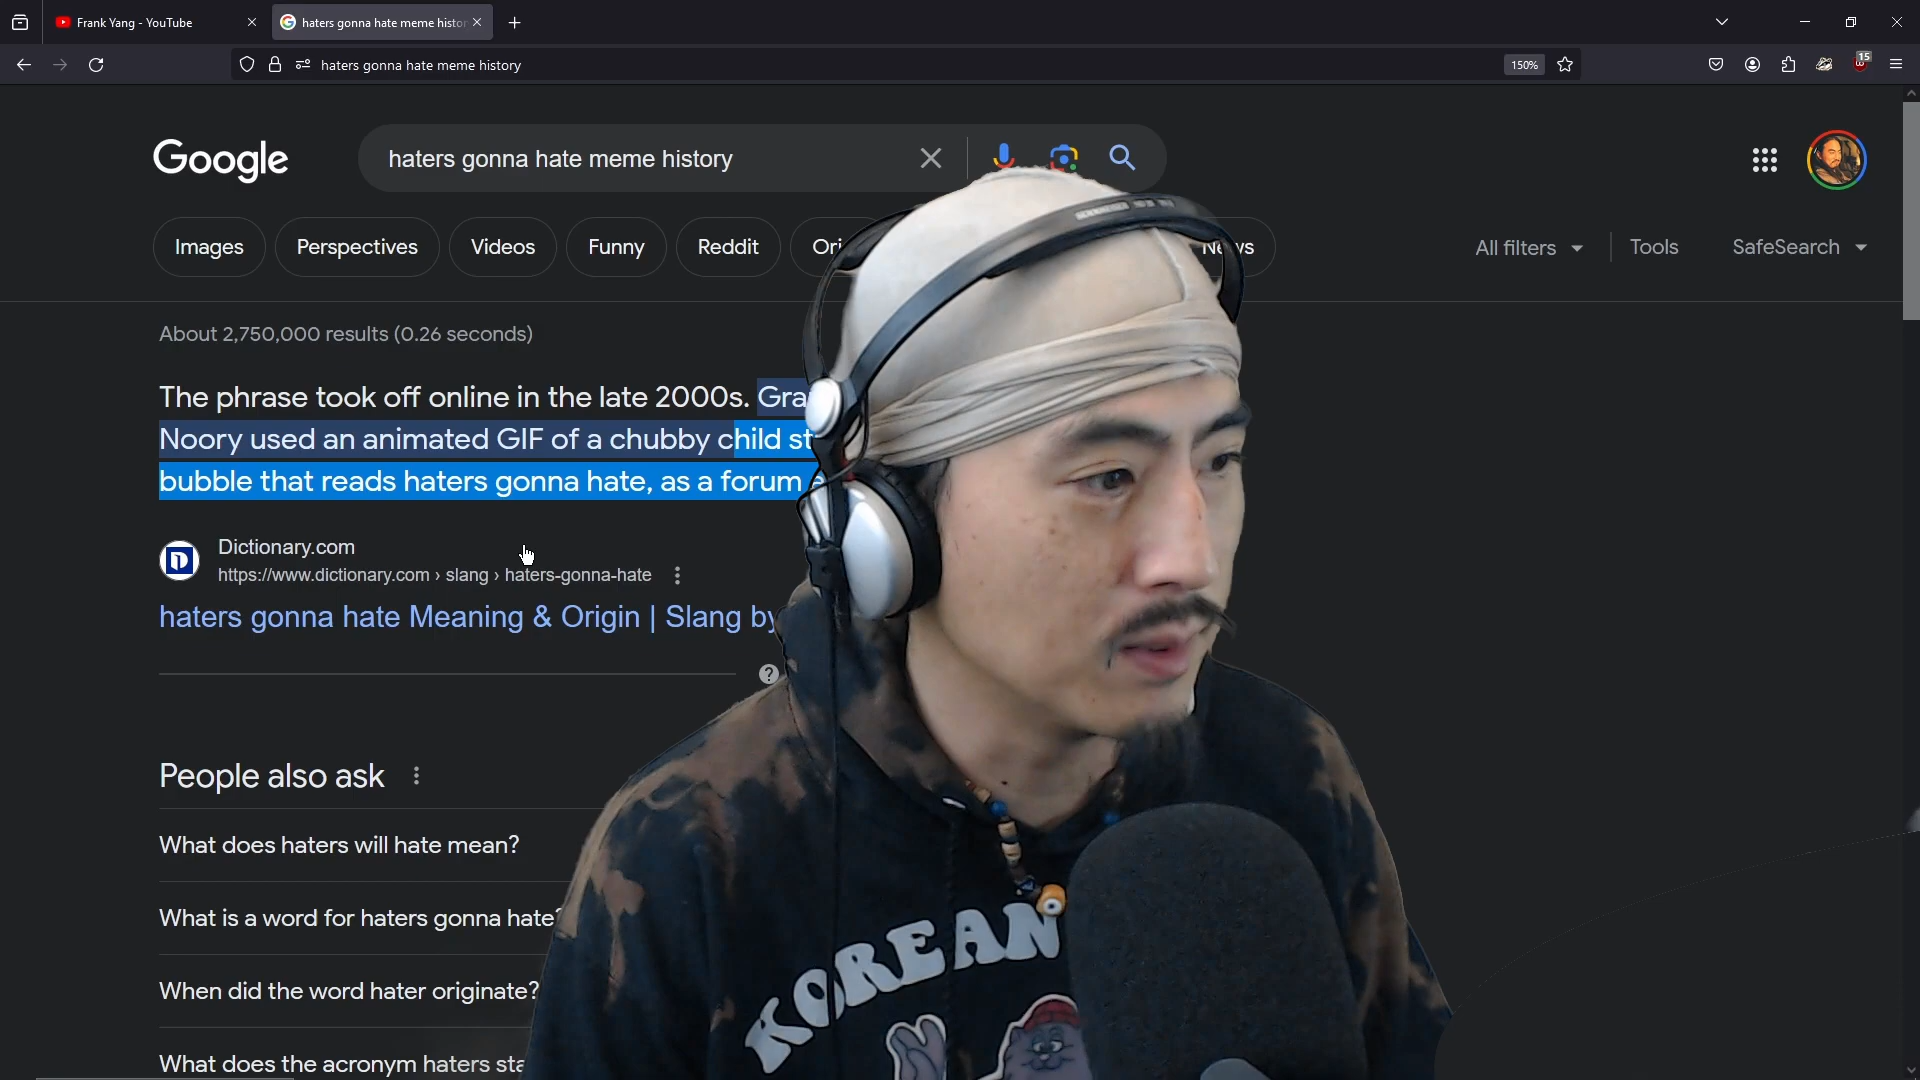 Frank Yang - YouTube
haters gonna hate meme histor
haters gonna hate meme history
150%
15
Google
haters gonna hate meme history
Images
Perspectives
Videos
Funny
Reddit
News
All filters
Tools
SafeSearch
About 2,750,000 results (0.26 seconds)
The phrase took off online in the late 2000s.
Noory used an animated GIF of a chubby child
bubble that reads haters gonna hate, as a forum
Dictionary.com
https://www.dictionary.com › slang › haters-gonna-hate
haters gonna hate Meaning & Origin | Slang by
People also ask
What does haters will hate mean?
What is a word for haters gonna hate?
When did the word hater originate?
What does the acronym haters
KOREAN